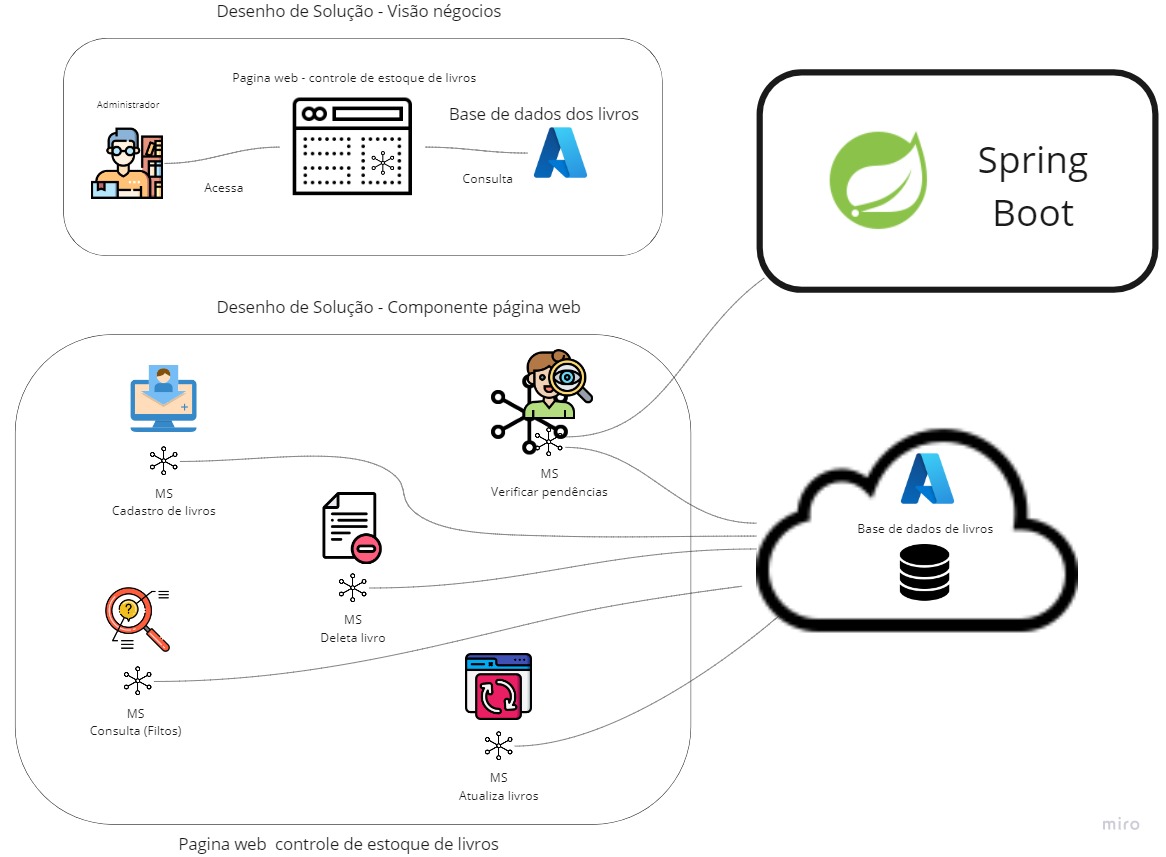 Desenho de Solução - Visão négocios
Pagina web - controle de estoque de livros
Administrador
Base de dados dos livros
Acessa
Consulta
Spring
Boot
Desenho de Solução - Componente página web
MS
Verificar pendências
MS
Cadastro de livros
Base de dados de livros
MS
Deleta livro
MS
Consulta (Filtos)
MS
Atualiza livros
Pagina web  controle de estoque de livros
miro